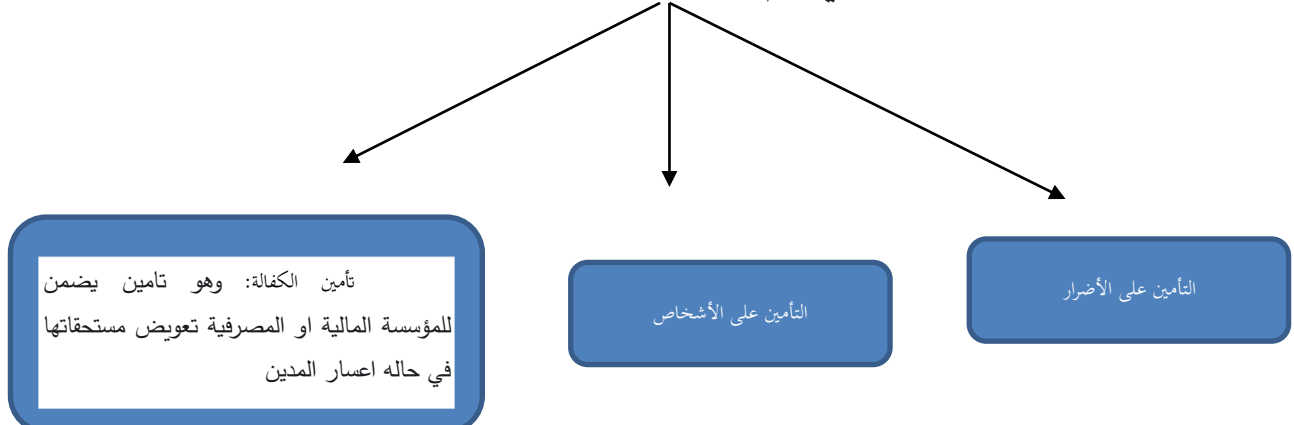 التأمين على الأضرار
التأمين على الأشخاص
تأمين الكفالة: وهو تامين يضمن
للمؤسسة المالية او المصرفية تعويض مستحقاتها
في حاله اعسار المدين